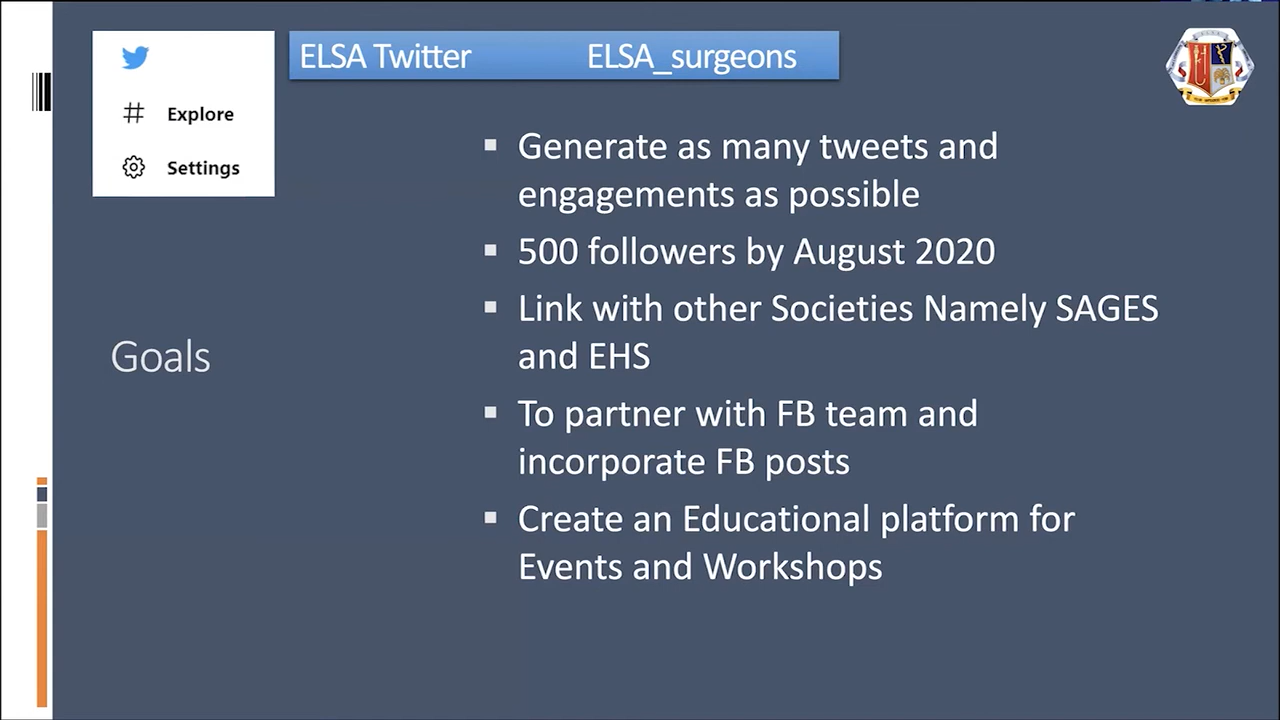 ELSA Twitter ELSA_surgeons
# Explore
Settings
Goals
▪ Generate as many tweets and
engagements as possible
▪ 500 followers by August 2020
▪ Link with other Societies Namely SAGES
and EHS
▪ To partner with FB team and
incorporate FB posts
▪ Create an Educational platform for
Events and Workshops